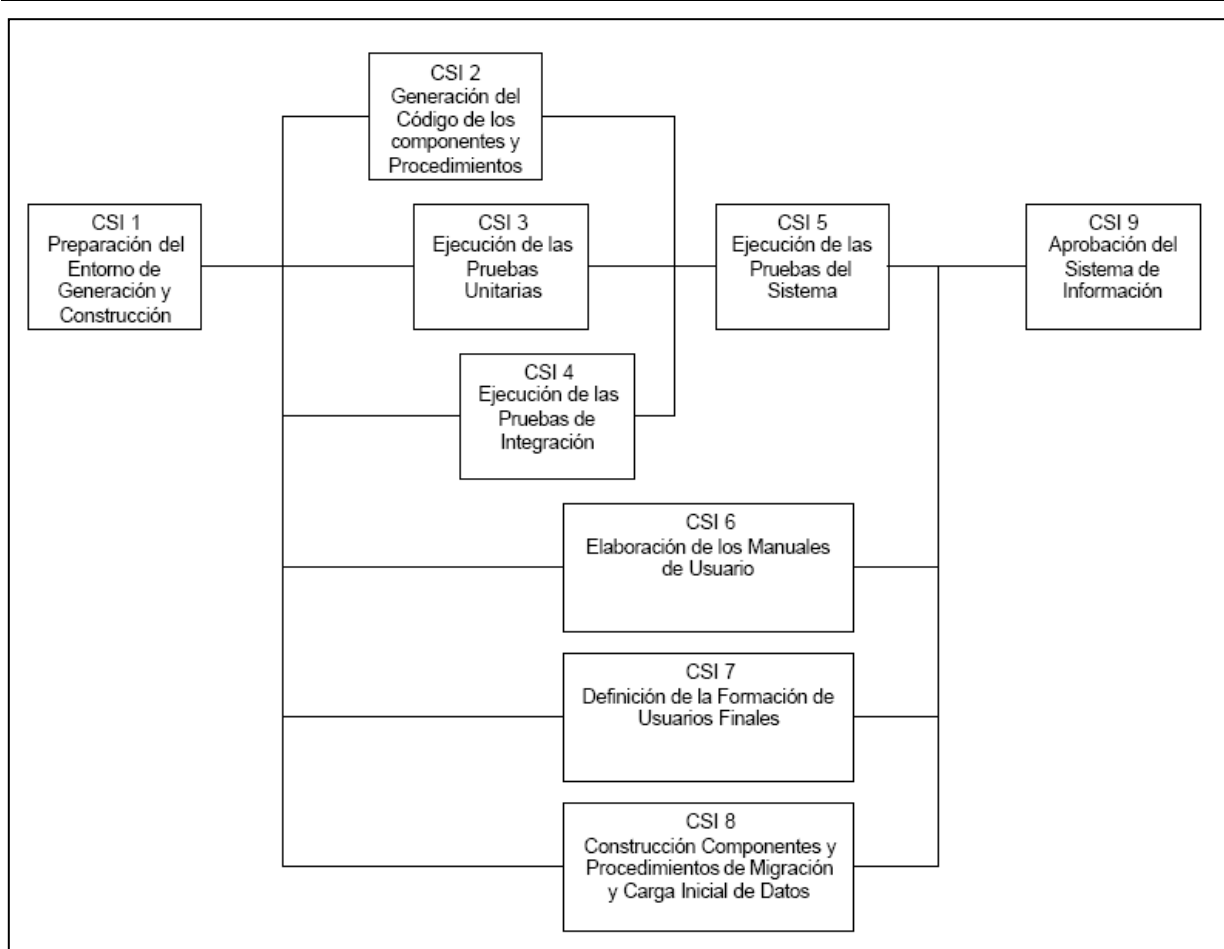 CSI 2
Generación del
Código de los
componentes y
Procedimientos
CSI 1
Preparación del
Entorno de
Generación y
Construcción
CSI 3
Ejecución de las
Pruebas
Unitarias
CSI 5
Ejecución de las
Pruebas del
Sistema
CSI 9
Aprobación del
Sistema de
Información
CSI 4
Ejecución de las
Pruebas de
Integración
CSI 6
Elaboración de los Manuales
de Usuario
CSI 7
Definición de la Formación de
Usuarios Finales
CSI 8
Construcción Componentes y
Procedimientos de Migración
y Carga Inicial de Datos